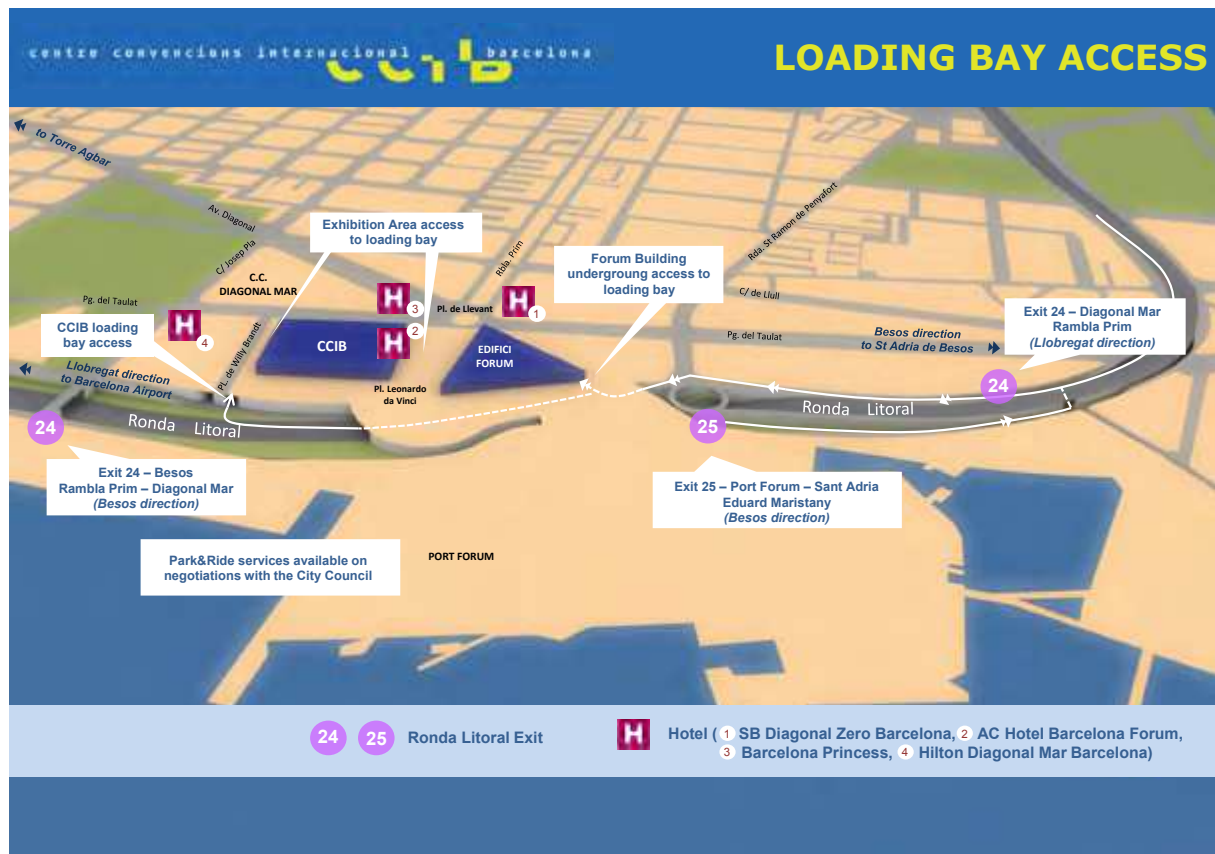 centre convencions internacional barcelona
CCIB
LOADING BAY ACCESS
to Torre Agbar
Av. Diagonal
C/ Josep Pla
Exhibition Area access
to loading bay
Rbla. Prim
Rda. St Ramon de Penyafort
Forum Building
undergroung access to
loading bay
C.C.
DIAGONAL MAR
Pg. del Taulat
H 3
Pl. de Llevant
H 1
C/ de Llull
H 4
CCIB loading
bay access
Pl. de Willy Brandt
CCIB
H 2
EDIFICI
FORUM
Pg. del Taulat
Besos direction
to St Adria de Besos
Exit 24 – Diagonal Mar
Rambla Prim
(Llobregat direction)
Llobregat direction
to Barcelona Airport
Pl. Leonardo
da Vinci
24
Ronda Litoral
24
Ronda Litoral
25
Exit 24 – Besos
Rambla Prim – Diagonal Mar
(Besos direction)
Exit 25 – Port Forum – Sant Adria
Eduard Maristany
(Besos direction)
Park&Ride services available on
negotiations with the City Council
PORT FORUM
24 25 Ronda Litoral Exit
H Hotel ( 1 SB Diagonal Zero Barcelona, 2 AC Hotel Barcelona Forum,
3 Barcelona Princess, 4 Hilton Diagonal Mar Barcelona)